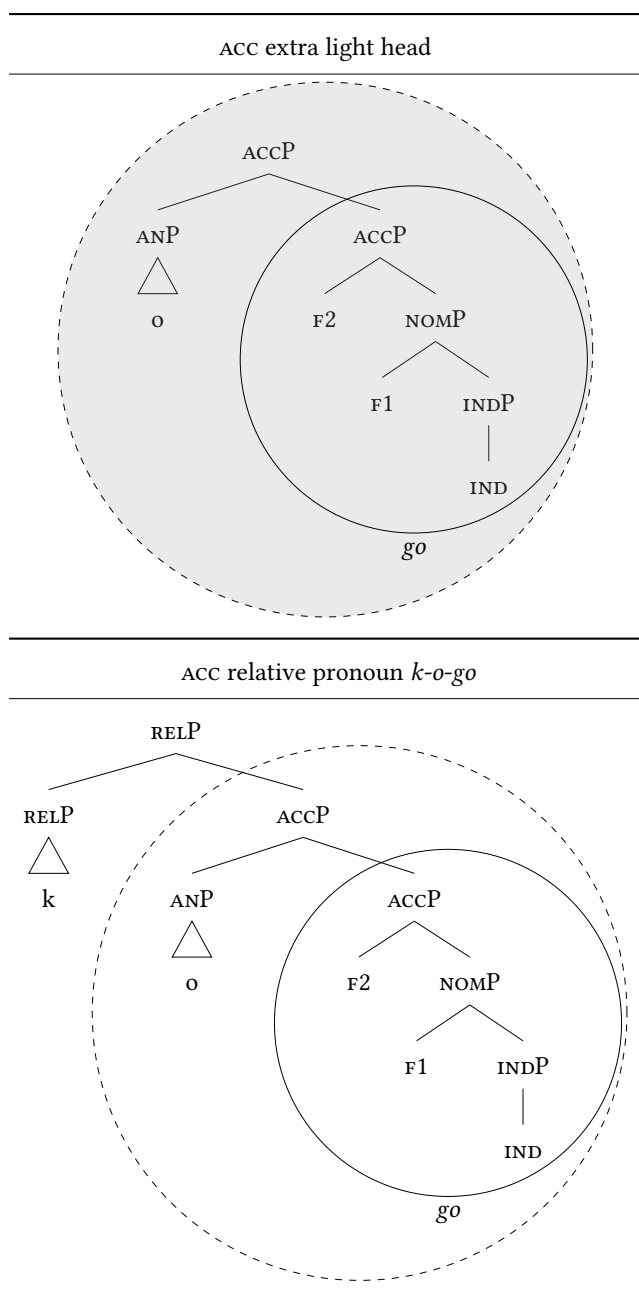 ACC extra light head
ACCP
ANP ACCP
o F2 NOMP
F1 INDP
IND
go
ACC relative pronoun k-o-go
RELP
RELP ACCP
k ANP ACCP
o F2 NOMP
F1 INDP
IND
go